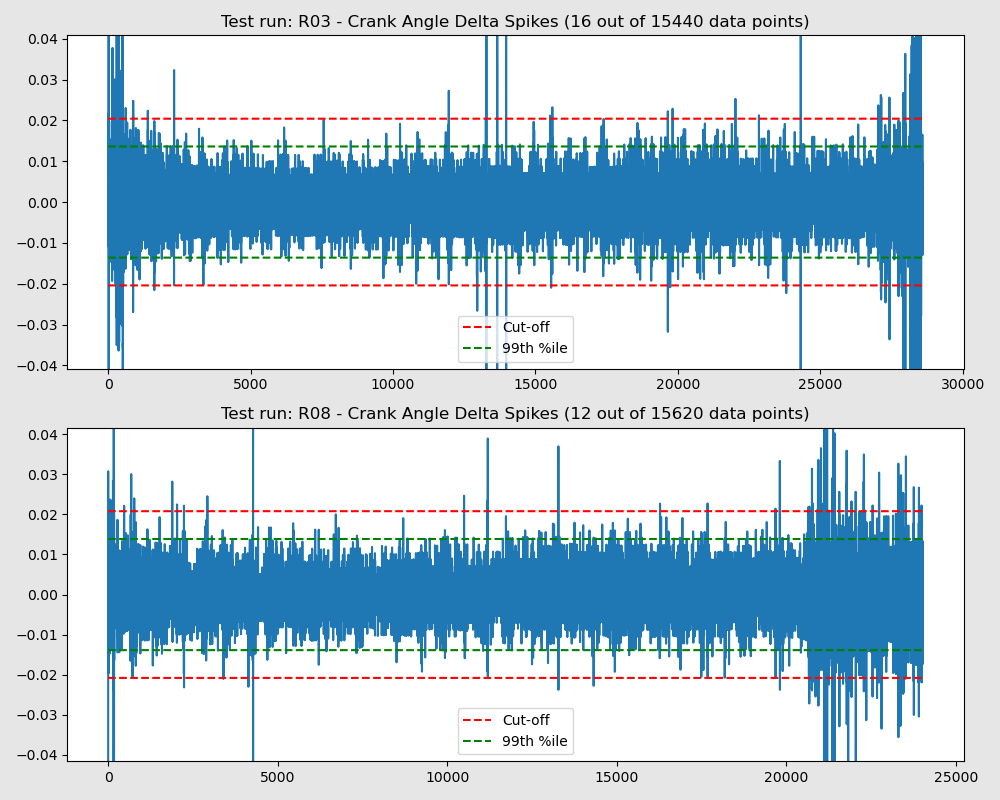 Test run: R03 - Crank Angle Delta Spikes (16 out of 15440 data points)
0.04
0.03
0.02
0.01
0.00
−0.01
−0.02
−0.03
−0.04
Cut-off
99th %ile
0 5000 10000 15000 20000 25000 30000
Test run: R08 - Crank Angle Delta Spikes (12 out of 15620 data points)
0.04
0.03
0.02
0.01
0.00
−0.01
−0.02
−0.03
−0.04
Cut-off
99th %ile
0 5000 10000 15000 20000 25000